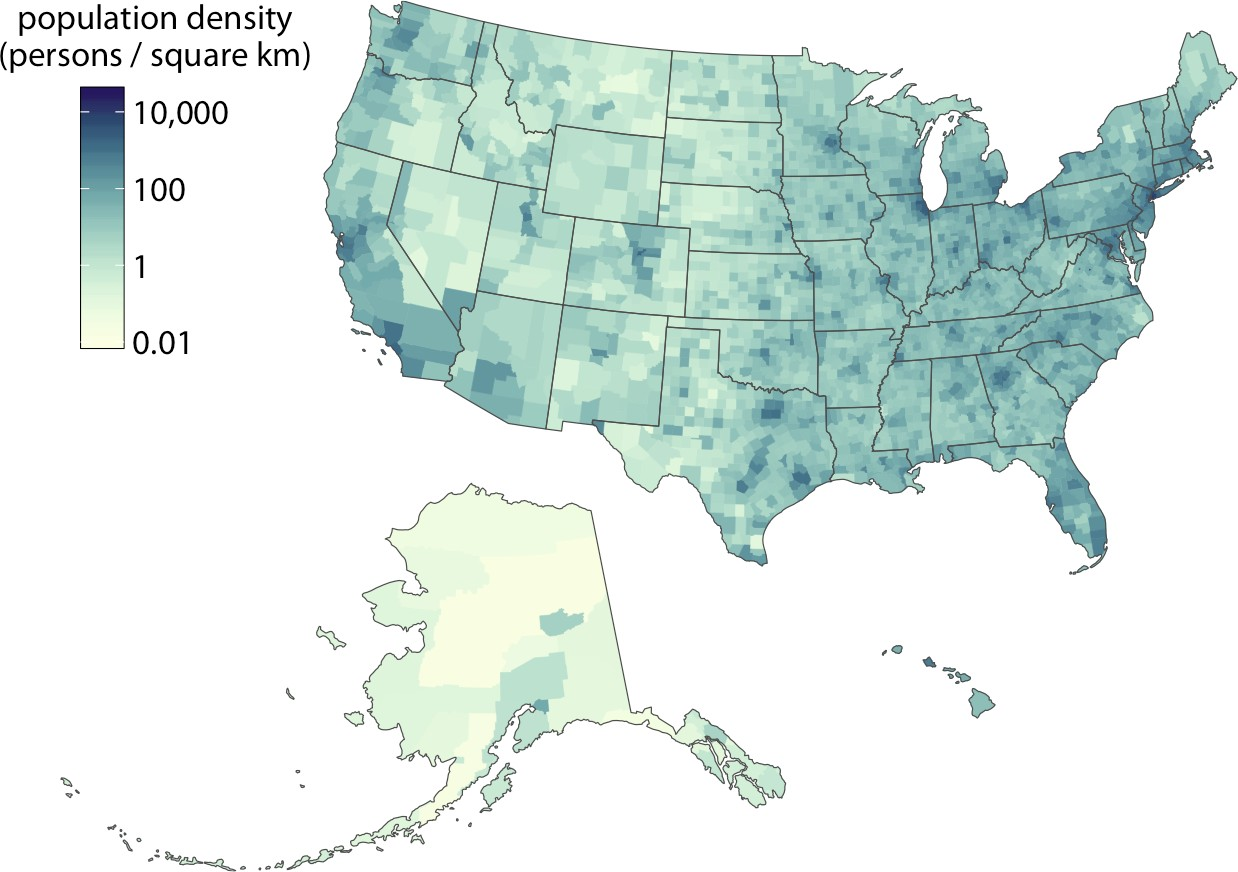 population density
(persons / square km)
10,000
100
1
0.01